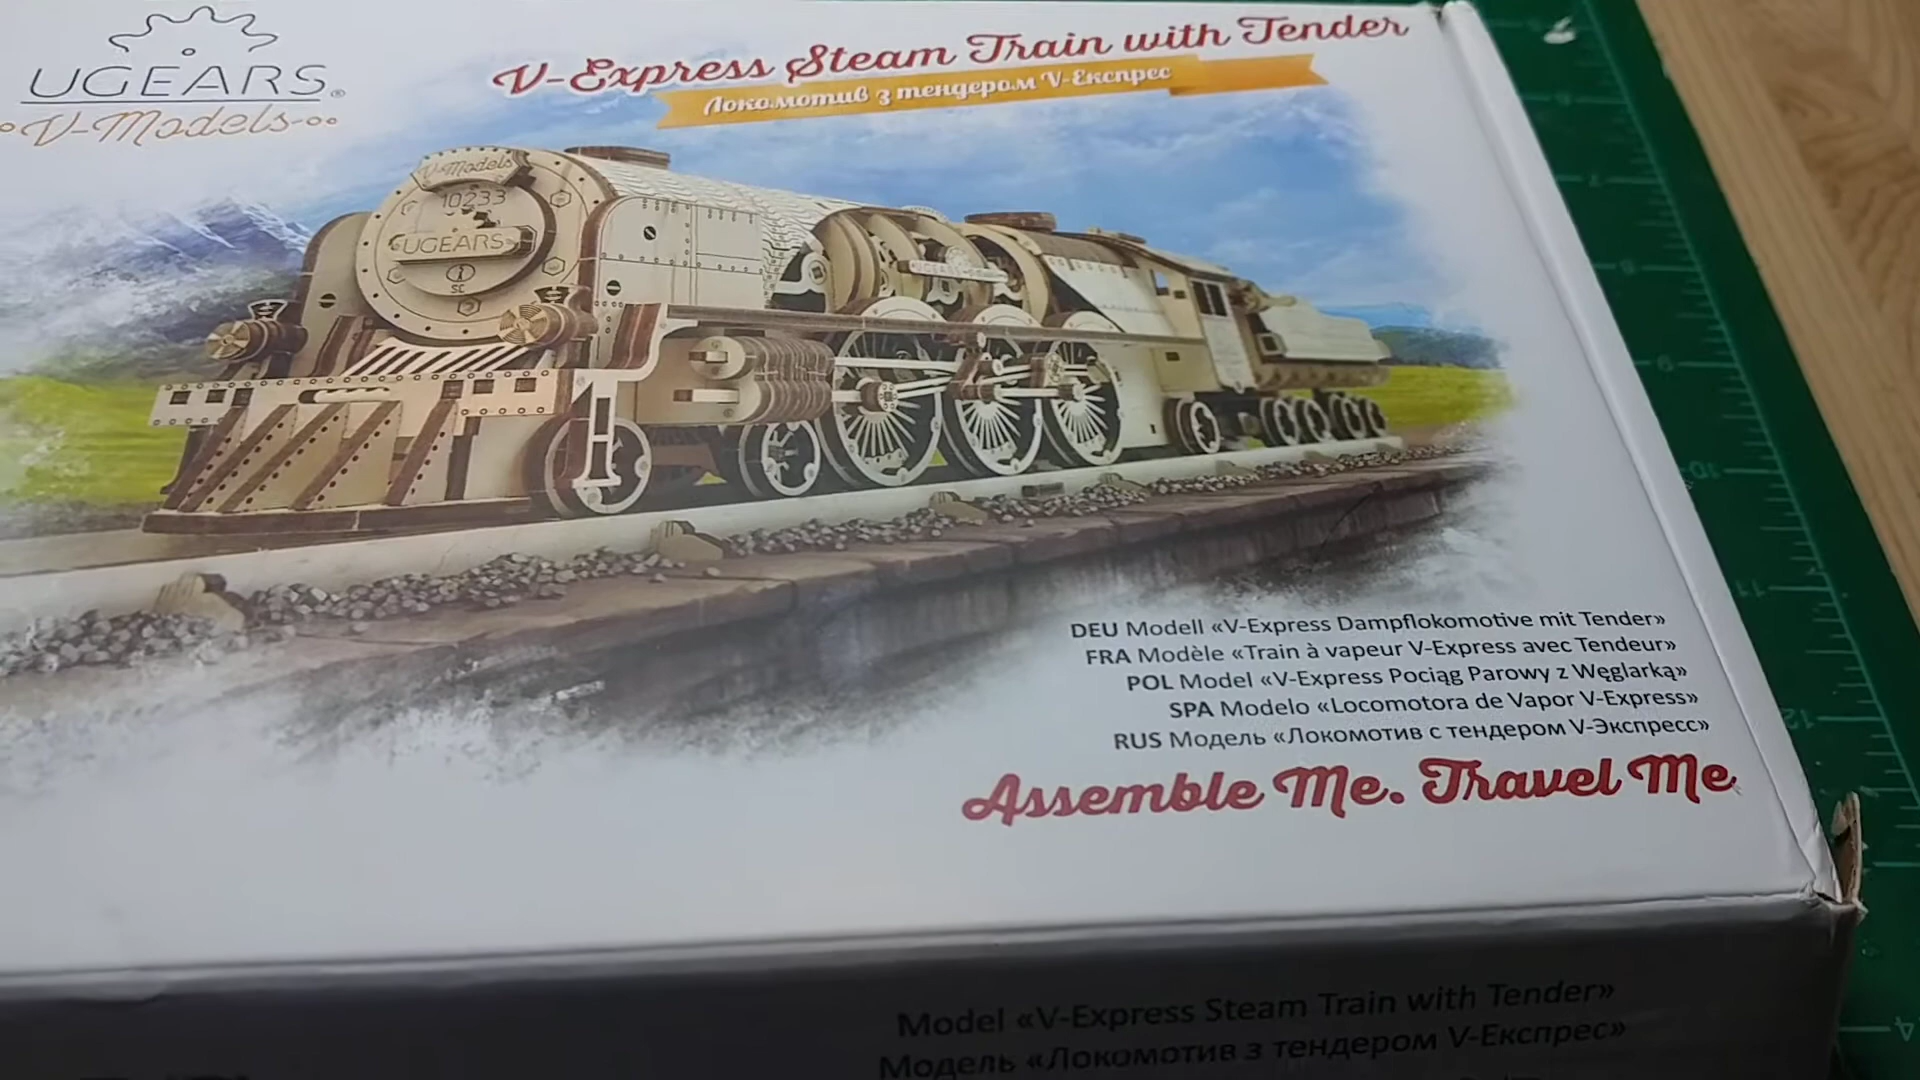 UGEARS®
V-Models
V-Express Steam Train with Tender
Локомотив з тендером V-Експрес
V-Models
10233
UGEARS
SC
UGEARS
DEU Modell «V-Express Dampflokomotive mit Tender»
FRA Modèle «Train à vapeur V-Express avec Tendeur»
POL Model «V-Express Pociąg Parowy z Węglarką»
SPA Modelo «Locomotora de Vapor V-Express»
RUS Модель «Локомотив с тендером V-Экспресс»
Assemble Me. Travel Me
Model «V-Express Steam Train with Tender»
Модель «Локомотив з тендером V-Експрес»